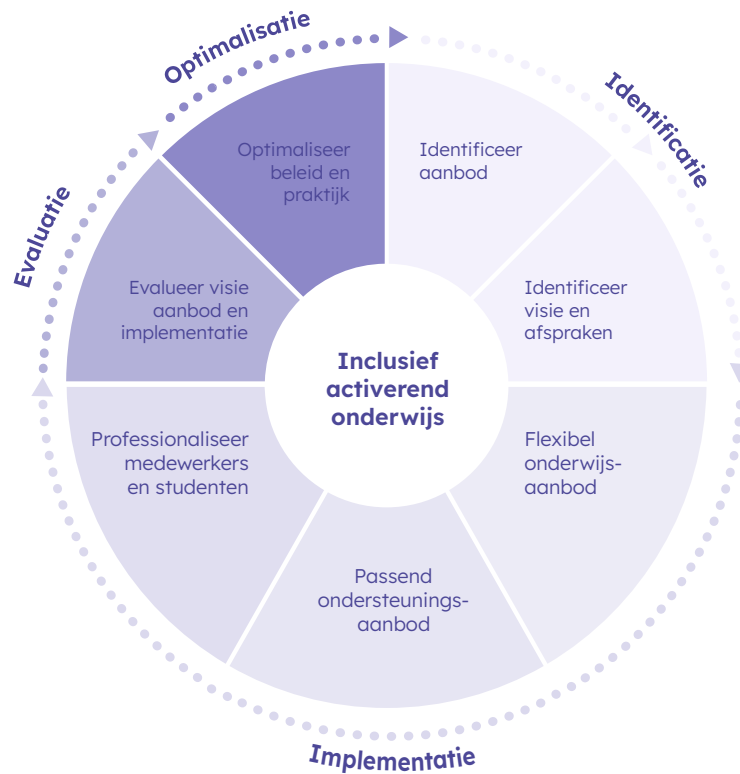 Optimalisatie
Identificatie
Evaluatie
Implementatie
Optimaliseer
beleid en
praktijk
Identificeer
aanbod
Identificeer
visie en
afspraken
Evalueer visie
aanbod en
implementatie
Inclusief
activerend
onderwijs
Professionaliseer
medewerkers
en studenten
Flexibel
onderwijs-
aanbod
Passend
ondersteunings-
aanbod